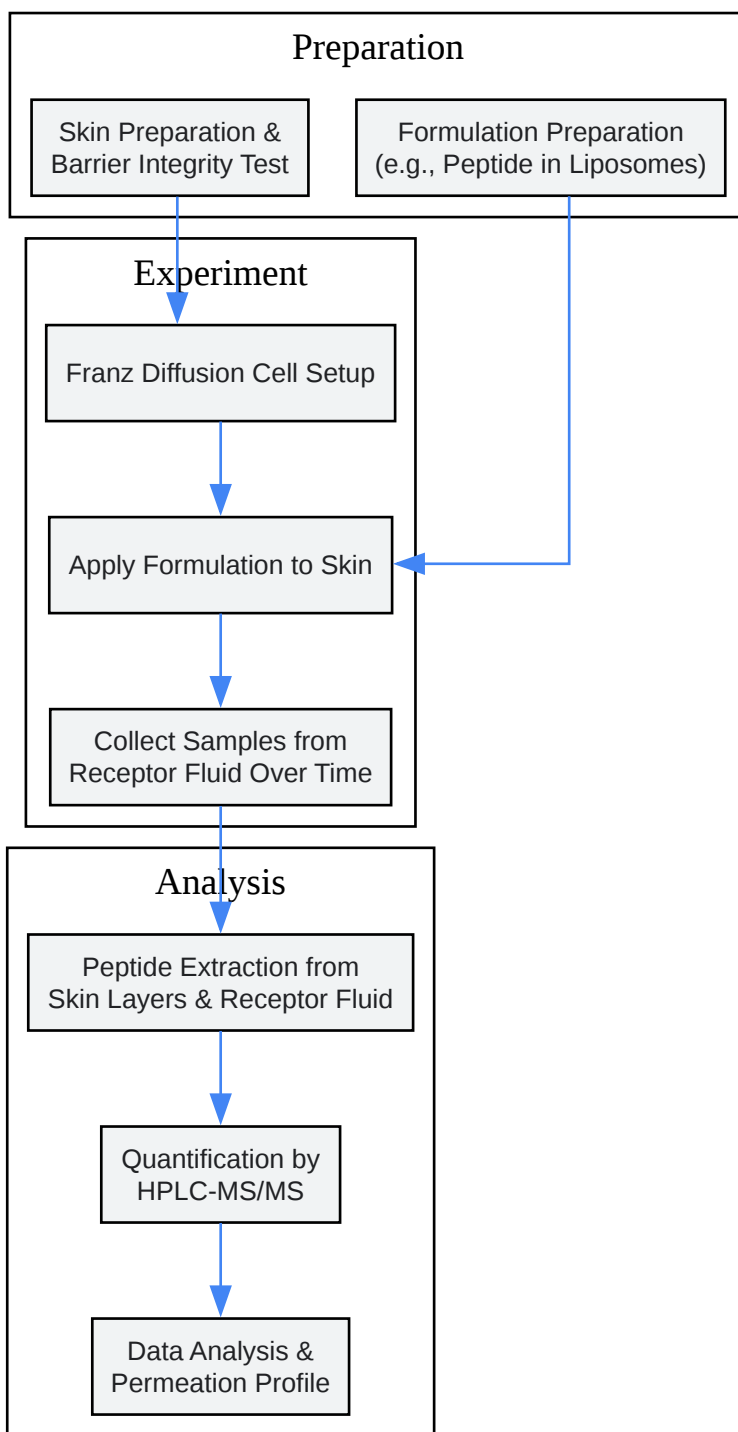 Preparation
Skin Preparation &
Barrier Integrity Test
Formulation Preparation
(e.g., Peptide in Liposomes)
Experiment
Franz Diffusion Cell Setup
Apply Formulation to Skin
Collect Samples from
Receptor Fluid Over Time
Analysis
Peptide Extraction from
Skin Layers & Receptor Fluid
Quantification by
HPLC-MS/MS
Data Analysis &
Permeation Profile